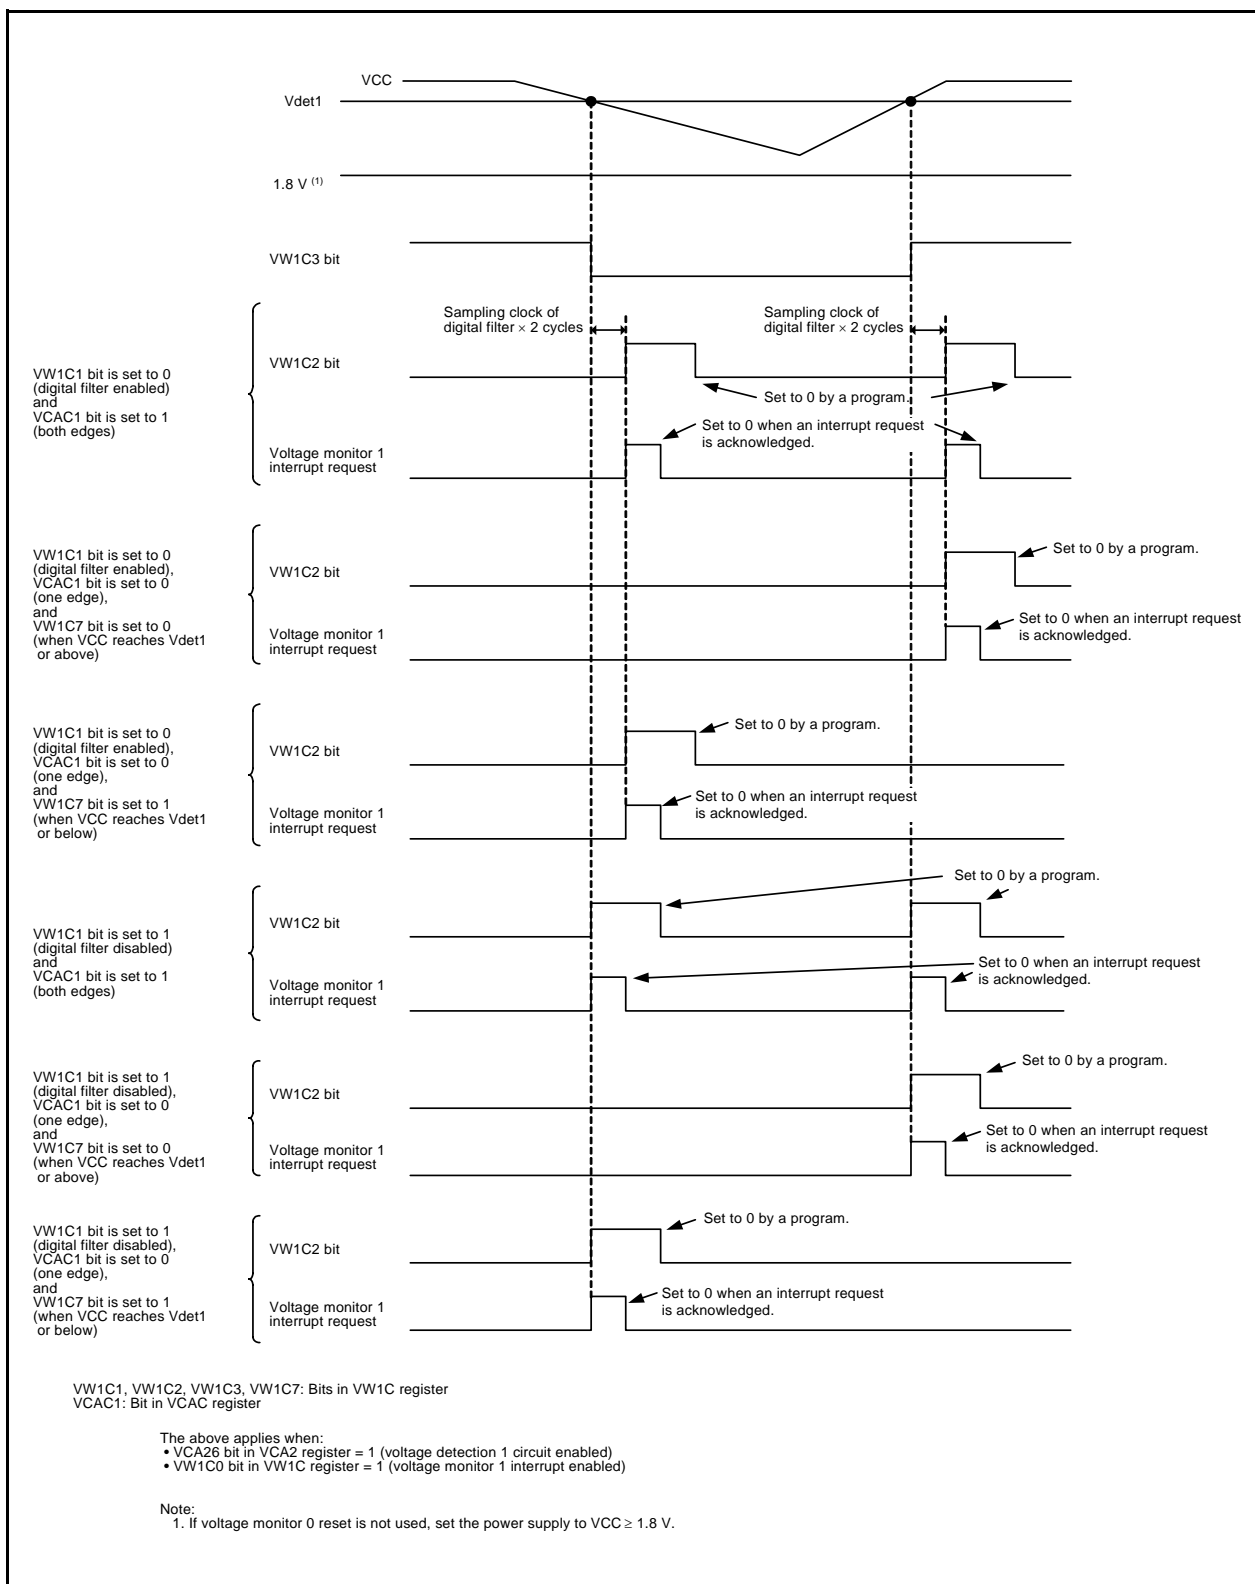 VCC
Vdet1
1.8 V (1)
VW1C3 bit
Sampling clock of
digital filter × 2 cycles
Sampling clock of
digital filter × 2 cycles
VW1C1 bit is set to 0
(digital filter enabled)
and
VCAC1 bit is set to 1
(both edges)
VW1C2 bit
Set to 0 by a program.
Voltage monitor 1
interrupt request
Set to 0 when an interrupt request
is acknowledged.
VW1C1 bit is set to 0
(digital filter enabled),
VCAC1 bit is set to 0
(one edge),
and
VW1C7 bit is set to 0
(when VCC reaches Vdet1
or above)
VW1C2 bit
Set to 0 by a program.
Voltage monitor 1
interrupt request
Set to 0 when an interrupt request
is acknowledged.
VW1C1 bit is set to 0
(digital filter enabled),
VCAC1 bit is set to 0
(one edge),
and
VW1C7 bit is set to 1
(when VCC reaches Vdet1
or below)
VW1C2 bit
Set to 0 by a program.
Voltage monitor 1
interrupt request
Set to 0 when an interrupt request
is acknowledged.
VW1C1 bit is set to 1
(digital filter disabled)
and
VCAC1 bit is set to 1
(both edges)
VW1C2 bit
Set to 0 by a program.
Voltage monitor 1
interrupt request
Set to 0 when an interrupt request
is acknowledged.
VW1C1 bit is set to 1
(digital filter disabled),
VCAC1 bit is set to 0
(one edge),
and
VW1C7 bit is set to 0
(when VCC reaches Vdet1
or above)
VW1C2 bit
Set to 0 by a program.
Voltage monitor 1
interrupt request
Set to 0 when an interrupt request
is acknowledged.
VW1C1 bit is set to 1
(digital filter disabled),
VCAC1 bit is set to 0
(one edge),
and
VW1C7 bit is set to 1
(when VCC reaches Vdet1
or below)
VW1C2 bit
Set to 0 by a program.
Voltage monitor 1
interrupt request
Set to 0 when an interrupt request
is acknowledged.
VW1C1, VW1C2, VW1C3, VW1C7: Bits in VW1C register
VCAC1: Bit in VCAC register
The above applies when:
• VCA26 bit in VCA2 register = 1 (voltage detection 1 circuit enabled)
• VW1C0 bit in VW1C register = 1 (voltage monitor 1 interrupt enabled)
Note:
1. If voltage monitor 0 reset is not used, set the power supply to VCC ≥ 1.8 V.